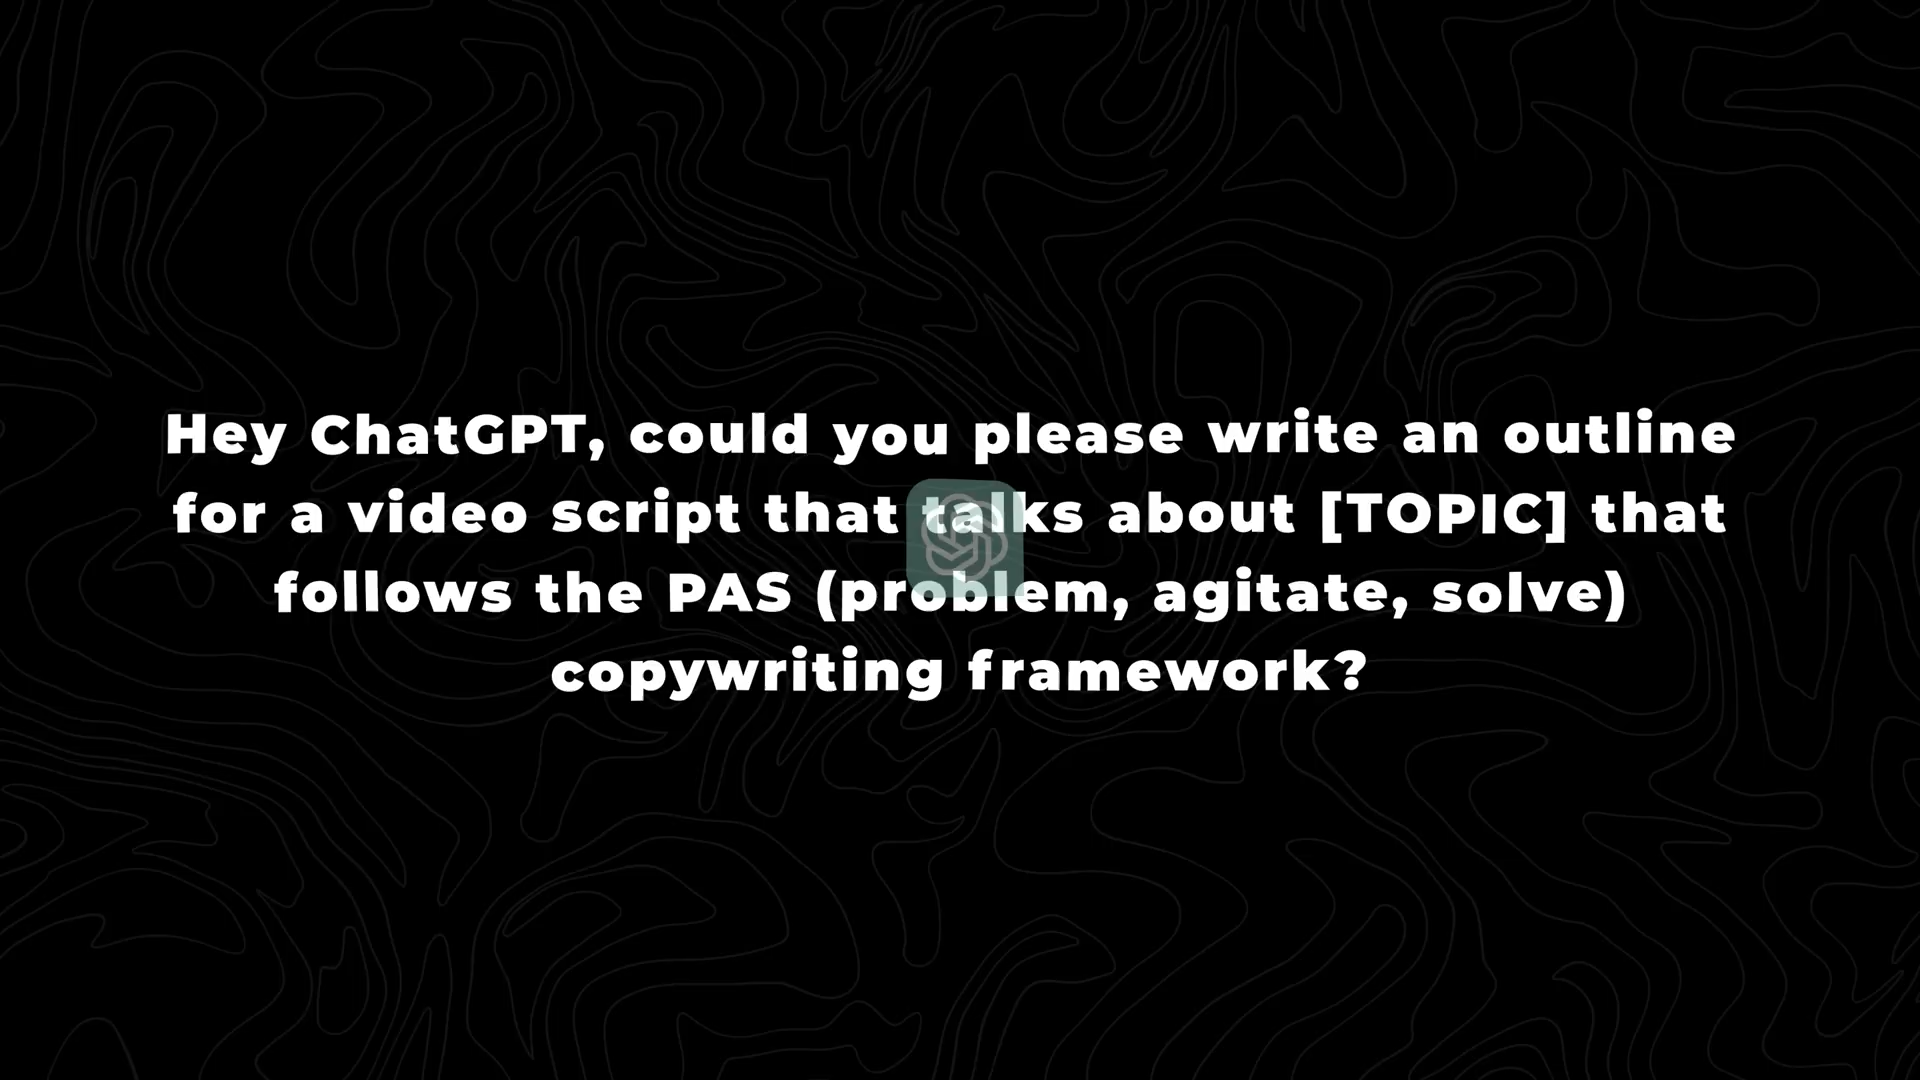 Hey ChatGPT, could you please write an outline
for a video script that talks about [TOPIC] that
follows the PAS (problem, agitate, solve)
copywriting framework?